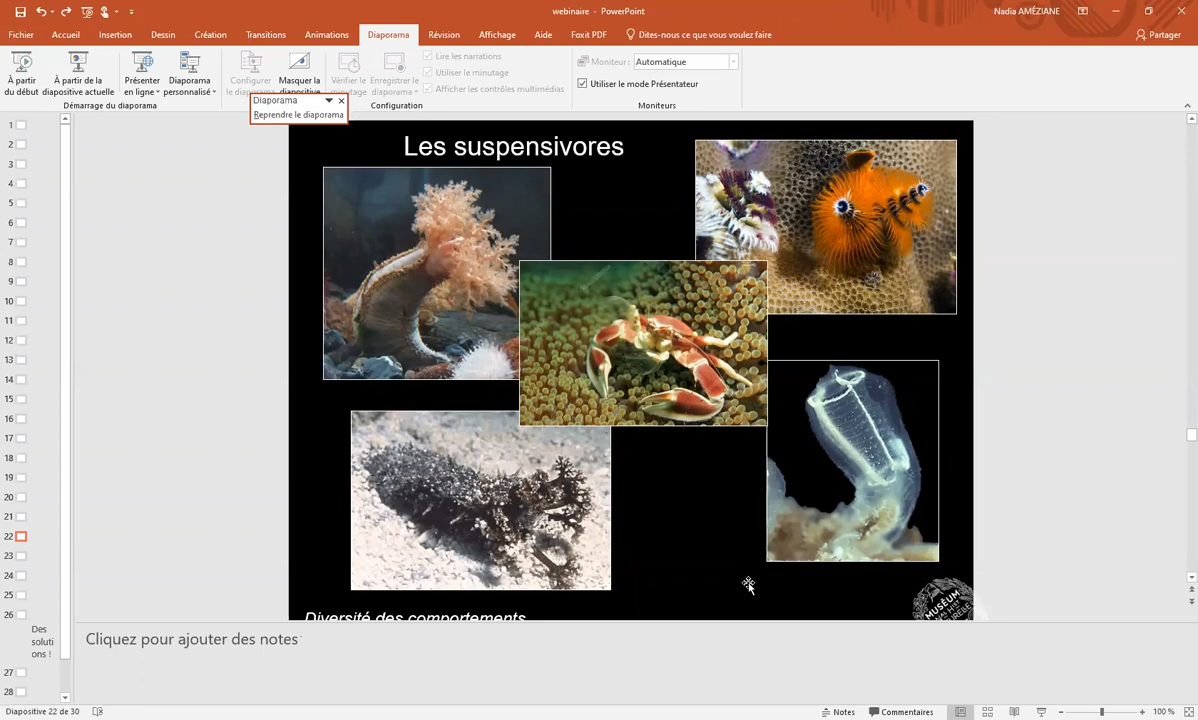 webinaire - PowerPoint
Nadia AMÉZIANE
Fichier Accueil Insertion Dessin Création Transitions Animations Diaporama Révision Affichage Aide Foxit PDF Dites-nous ce que vous voulez faire Partager
À partir du début
À partir de la diapositive actuelle
Présenter en ligne
Diaporama personnalisé
Configurer le diaporama
Masquer la diapositive
Vérifier le minutage
Enregistrer le diaporama
Lire les narrations
Utiliser le minutage
Afficher les contrôles multimédias
Moniteur : Automatique
Utiliser le mode Présentateur
Démarrage du diaporama
Configuration
Moniteurs
Diaporama
Reprendre le diaporama
1
2
3
4
5
6
7
8
9
10
11
12
13
14
15
16
17
18
19
20
21
22
23
24
25
26
Des
soluti
ons !
27
28
Les suspensivores
Diversité des comportements
MUSÉUM
Cliquez pour ajouter des notes
Diapositive 22 de 30
Notes
Commentaires
100 %